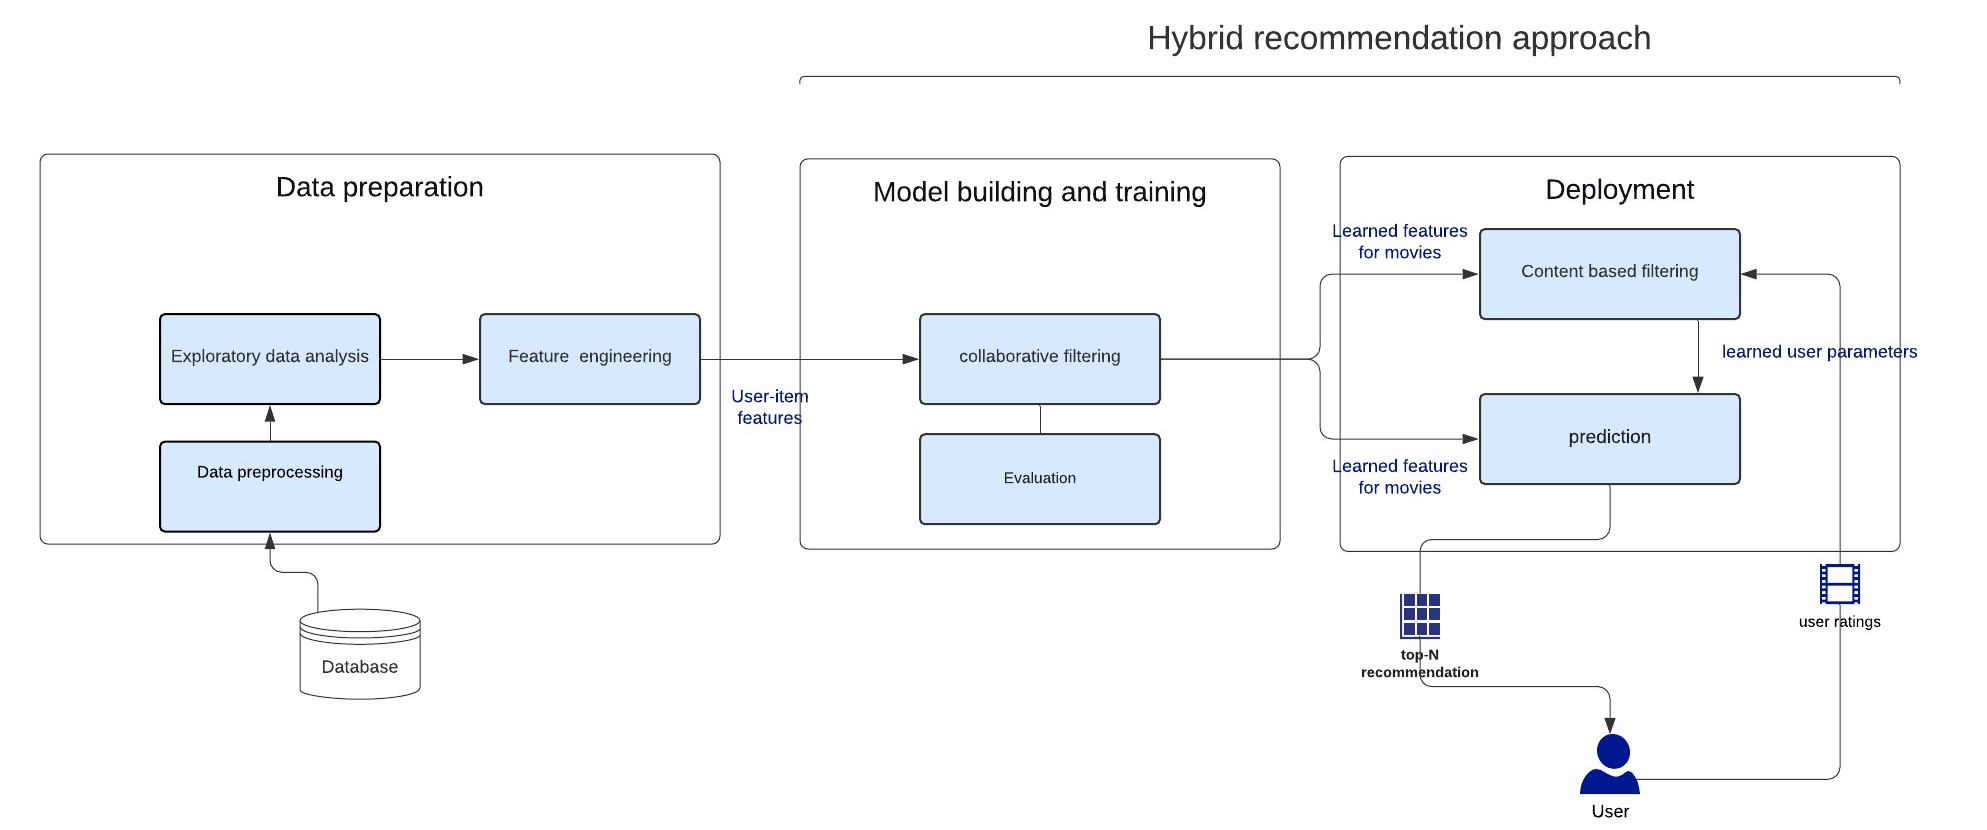 Hybrid recommendation approach
Data preparation
Exploratory data analysis
Feature engineering
Data preprocessing
Database
User-item
features
Model building and training
collaborative filtering
Evaluation
Deployment
Learned features
for movies
Content based filtering
learned user parameters
prediction
Learned features
for movies
top-N
recommendation
user ratings
User